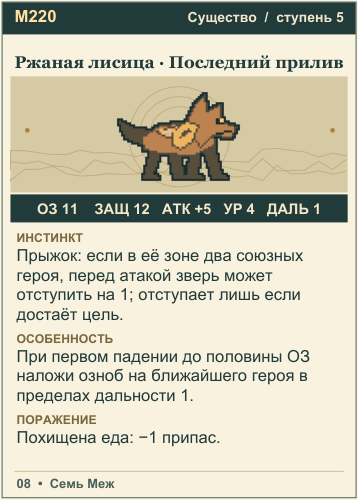 M220
Существо / ступень 5
Ржаная лисица · Последний прилив
ОЗ 11 ЗАЩ 12 АТК +5 УР 4 ДАЛЬ 1
ИНСТИНКТ
Прыжок: если в её зоне два союзных
героя, перед атакой зверь может
отступить на 1; отступает лишь если
достаёт цель.
ОСОБЕННОСТЬ
При первом падении до половины ОЗ
наложи озноб на ближайшего героя в
пределах дальности 1.
ПОРАЖЕНИЕ
Похищена еда: −1 припас.
08 • Семь Меж